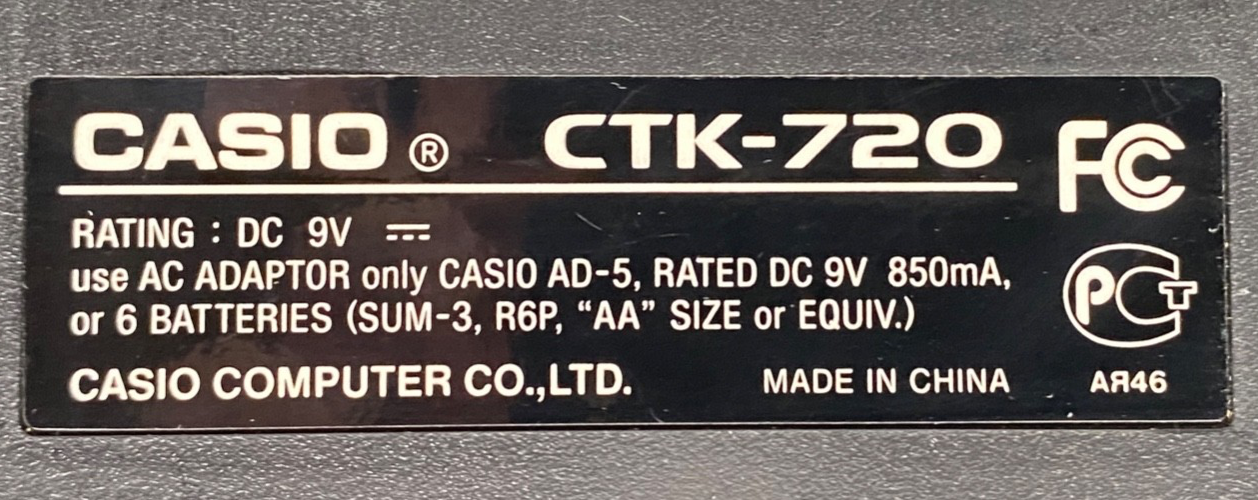 CASIO ® CTK-720 FC
RATING : DC 9V ⎓
use AC ADAPTOR only CASIO AD-5, RATED DC 9V 850mA,
or 6 BATTERIES (SUM-3, R6P, “AA” SIZE or EQUIV.)
PCT
CASIO COMPUTER CO.,LTD. MADE IN CHINA АЯ46